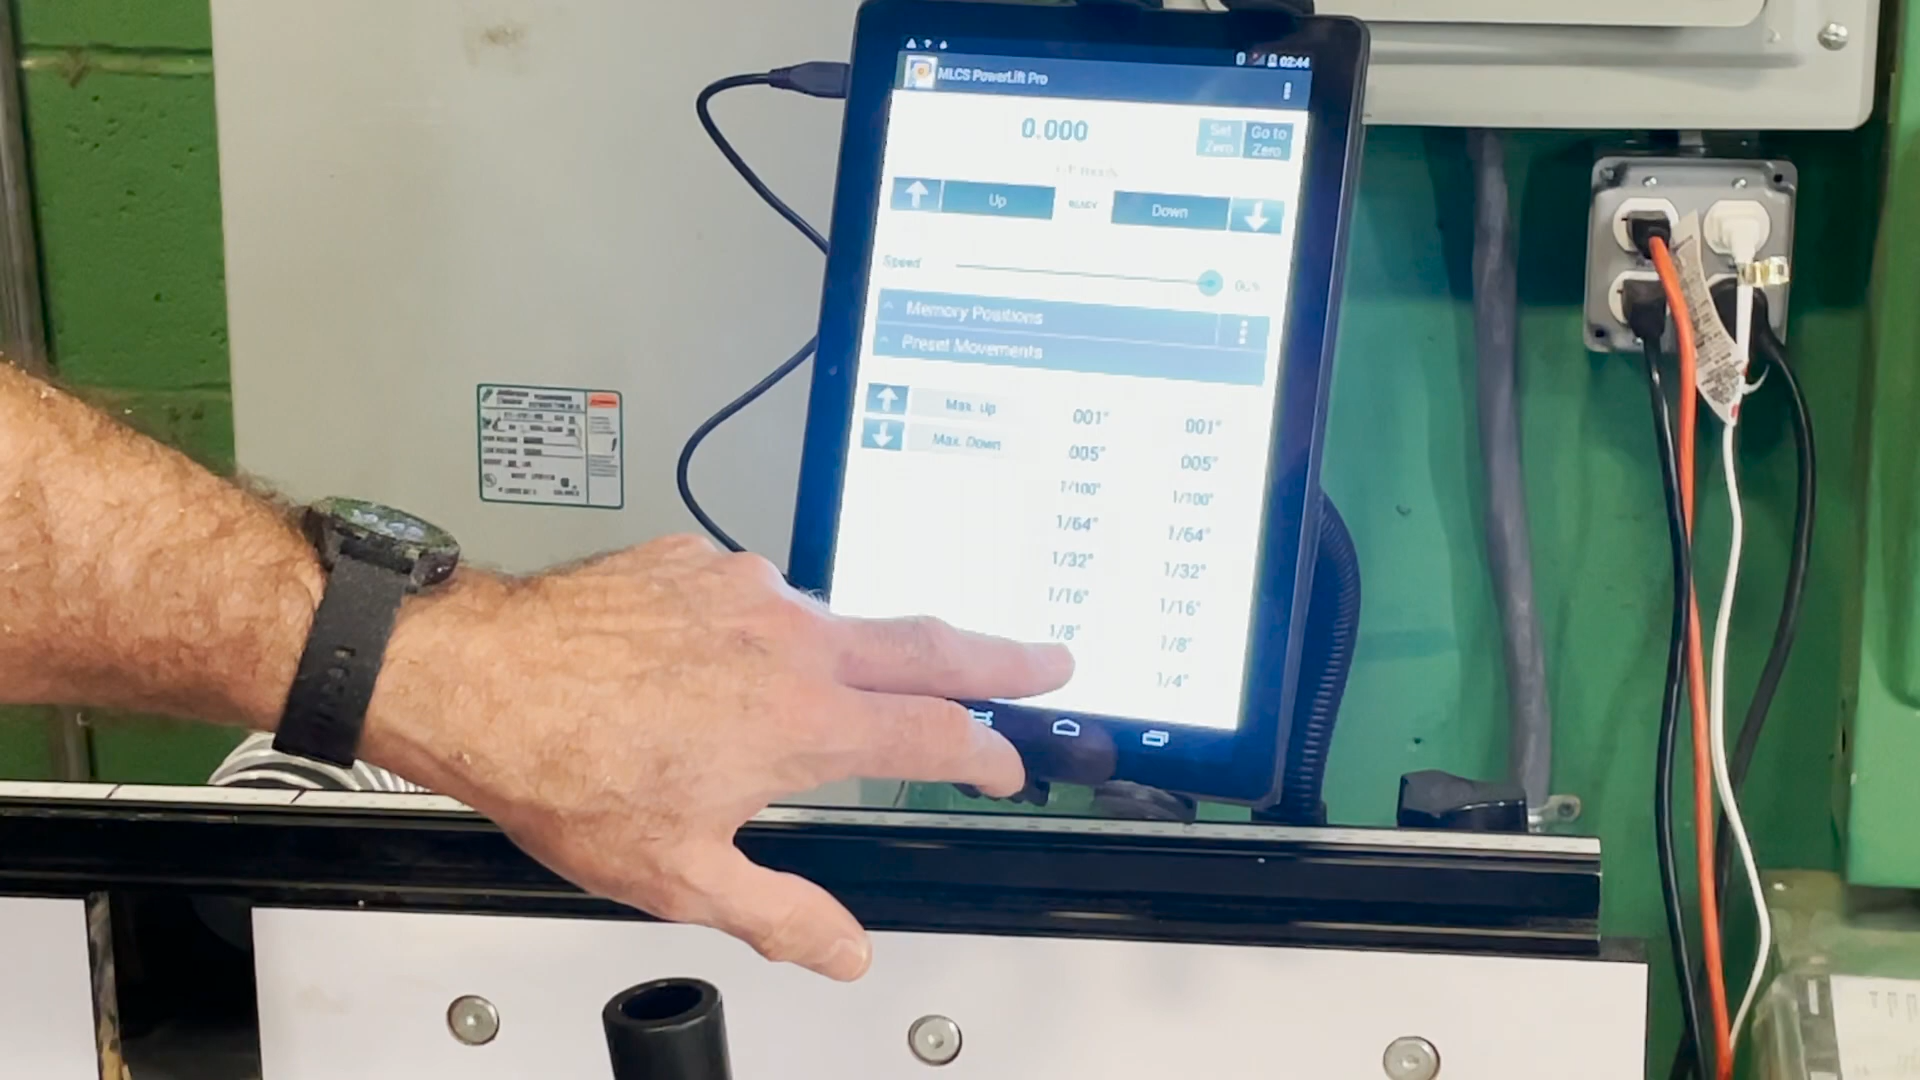 02:44
MLCS PowerLift Pro
0.000
Set Zero
Go to Zero
Up
READY
Down
Speed
Memory Positions
Preset Movements
Max. Up 001" 001"
Max. Down .005" 005"
1/100" 1/100"
1/64" 1/64"
1/32" 1/32"
1/16" 1/16"
1/8" 1/8"
1/4"